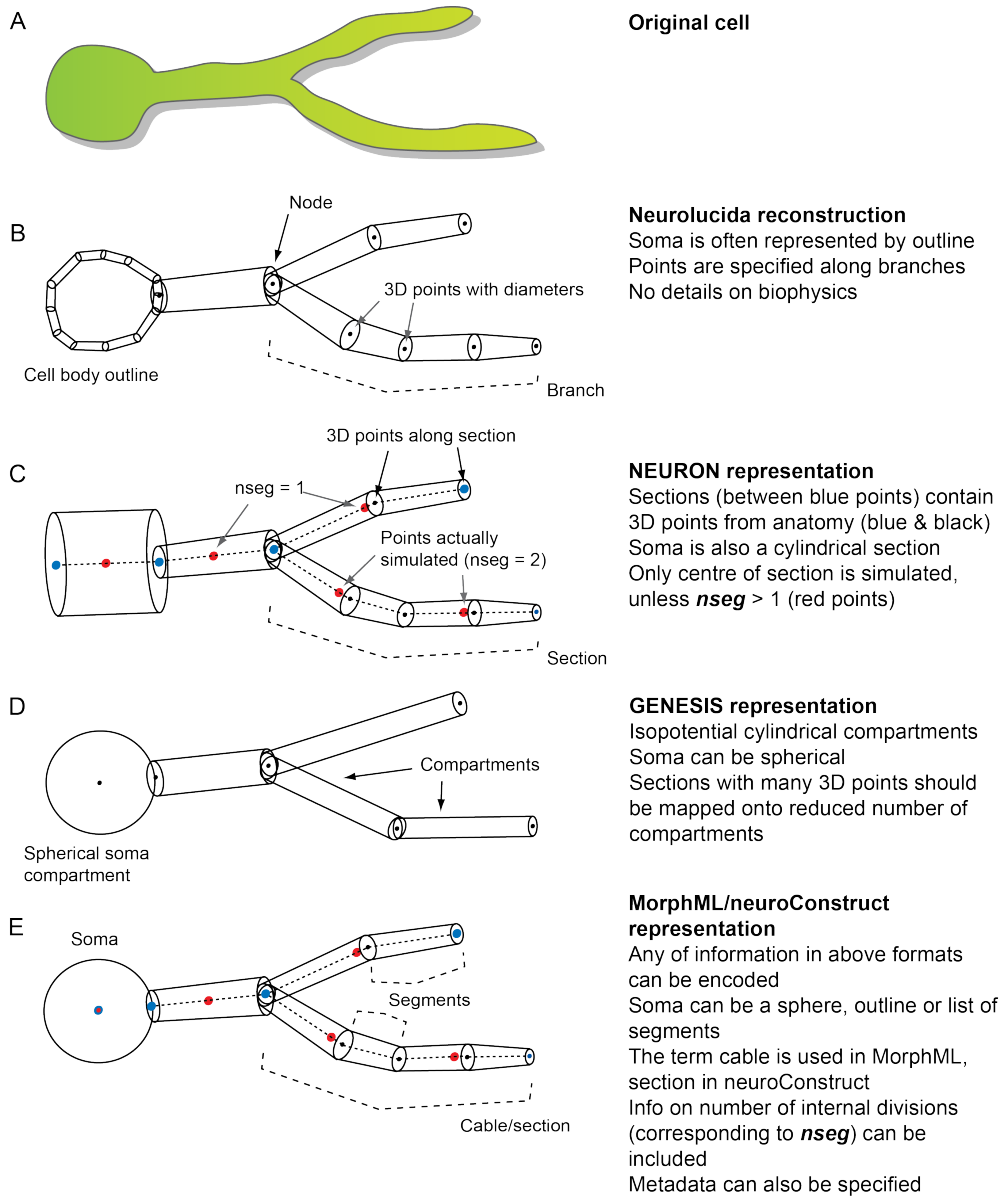 A
Original cell
B
Node
3D points with diameters
Cell body outline
Branch
Neurolucida reconstruction
Soma is often represented by outline
Points are specified along branches
No details on biophysics
C
3D points along section
nseg = 1
Points actually
simulated (nseg = 2)
Section
NEURON representation
Sections (between blue points) contain
3D points from anatomy (blue & black)
Soma is also a cylindrical section
Only centre of section is simulated,
unless nseg > 1 (red points)
D
Compartments
Spherical soma
compartment
GENESIS representation
Isopotential cylindrical compartments
Soma can be spherical
Sections with many 3D points should
be mapped onto reduced number of
compartments
E
Soma
Segments
Cable/section
MorphML/neuroConstruct
representation
Any of information in above formats
can be encoded
Soma can be a sphere, outline or list of
segments
The term cable is used in MorphML,
section in neuroConstruct
Info on number of internal divisions
(corresponding to nseg) can be
included
Metadata can also be specified